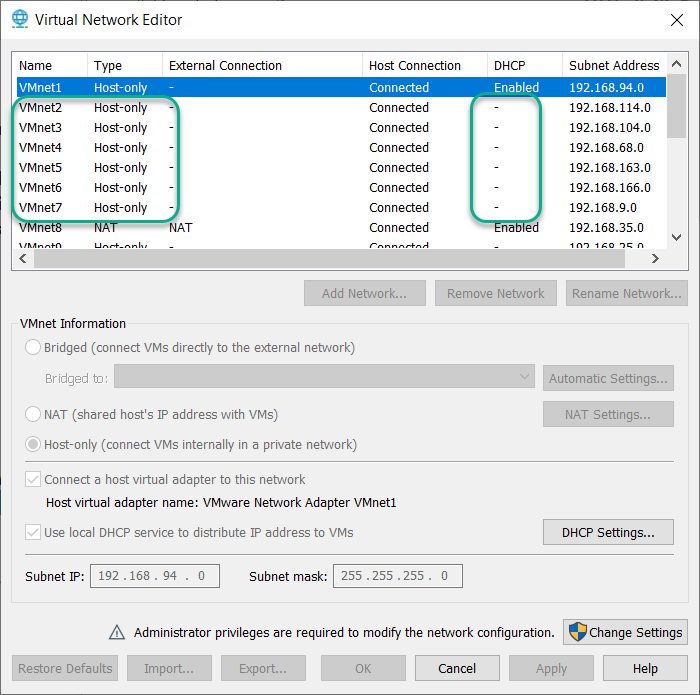 Virtual Network Editor
Name Type External Connection Host Connection DHCP Subnet Address
VMnet1 Host-only - Connected Enabled 192.168.94.0
VMnet2 Host-only - Connected - 192.168.114.0
VMnet3 Host-only - Connected - 192.168.104.0
VMnet4 Host-only - Connected - 192.168.68.0
VMnet5 Host-only - Connected - 192.168.163.0
VMnet6 Host-only - Connected - 192.168.166.0
VMnet7 Host-only - Connected - 192.168.9.0
VMnet8 NAT NAT Connected Enabled 192.168.35.0
VMnet9 Host-only - Connected - 192.168.25.0
Add Network... Remove Network Rename Network...
VMnet Information
Bridged (connect VMs directly to the external network)
Bridged to: Automatic Settings...
NAT (shared host's IP address with VMs) NAT Settings...
Host-only (connect VMs internally in a private network)
Connect a host virtual adapter to this network
Host virtual adapter name: VMware Network Adapter VMnet1
Use local DHCP service to distribute IP address to VMs DHCP Settings...
Subnet IP: 192 . 168 . 94 . 0 Subnet mask: 255 . 255 . 255 . 0
Administrator privileges are required to modify the network configuration. Change Settings
Restore Defaults Import... Export... OK Cancel Apply Help